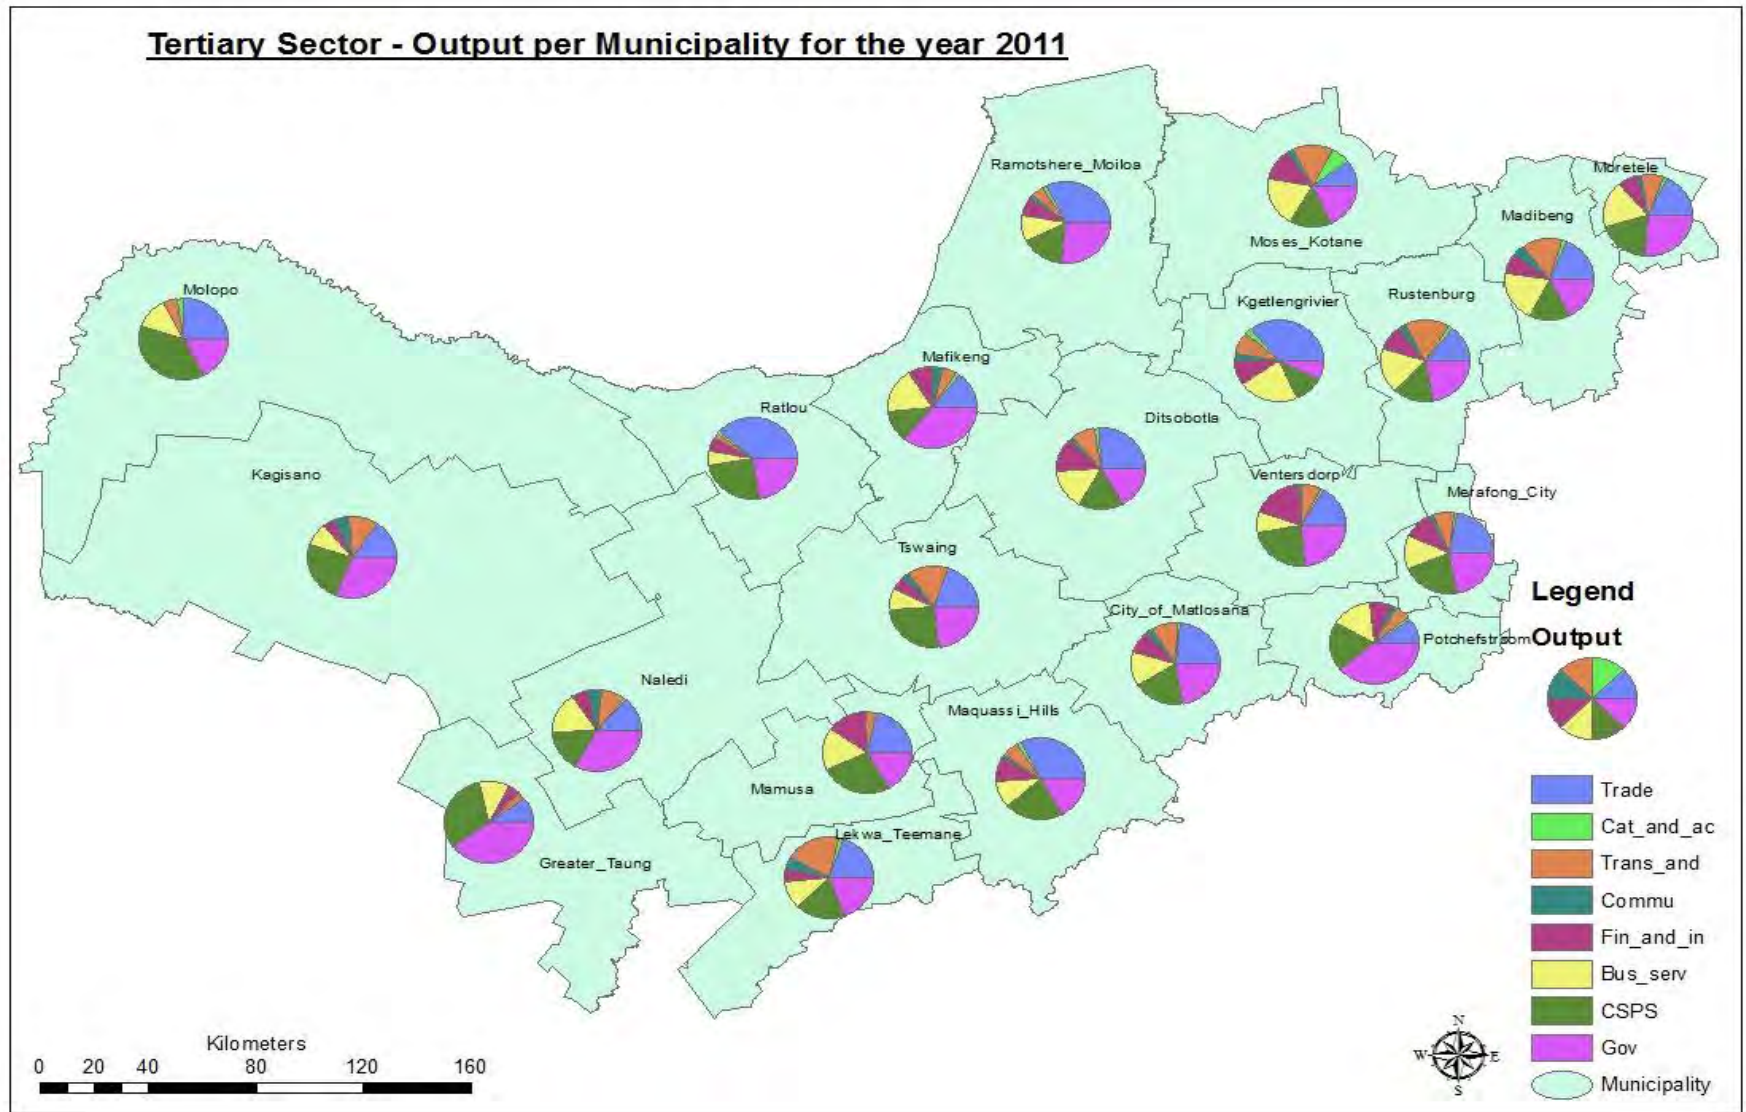 Tertiary Sector - Output per Municipality for the year 2011
Ramotshere_Moiloa
Moses_Kotane
Moretele
Madibeng
Molopo
Kgetlengrivier
Rustenburg
Mafikeng
Ratlou
Ditsobotla
Kagisano
Ventersdorp
Merafong_City
Tswaing
City_of_Matlosana
Potchefstroom
Naledi
Maquassi_Hills
Mamusa
Lekwa_Teemane
Greater_Taung
Legend
Output
Trade
Cat_and_ac
Trans_and
Commu
Fin_and_in
Bus_serv
CSPS
Gov
Municipality
Kilometers
0 20 40 80 120 160
N
W E
S